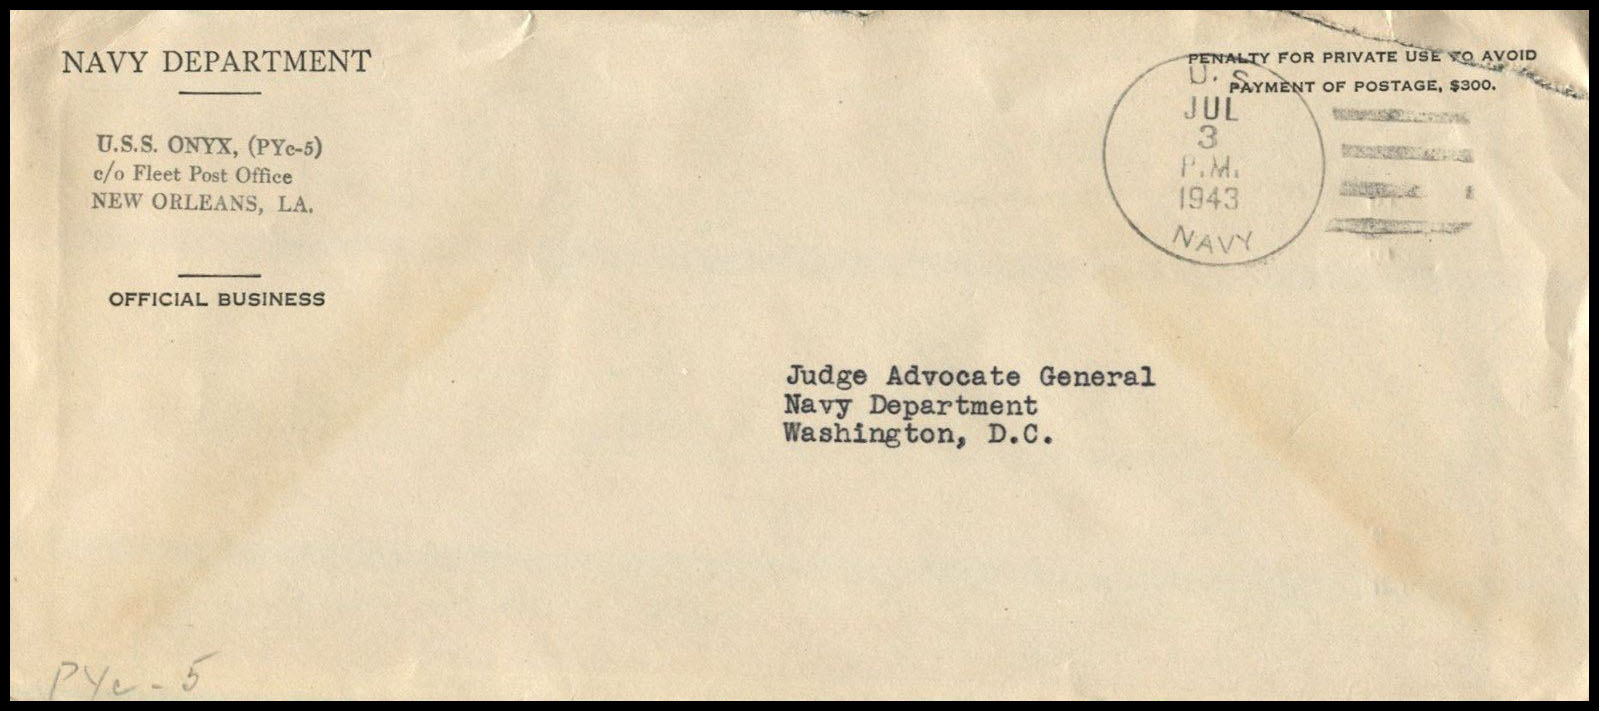 NAVY DEPARTMENT
U.S.S. ONYX, (PYc-5)
c/o Fleet Post Office
NEW ORLEANS, LA.
OFFICIAL BUSINESS
PENALTY FOR PRIVATE USE TO AVOID
PAYMENT OF POSTAGE, $300.
U. S.
JUL
3
P.M.
1943
NAVY
Judge Advocate General
Navy Department
Washington, D.C.
PYc-5